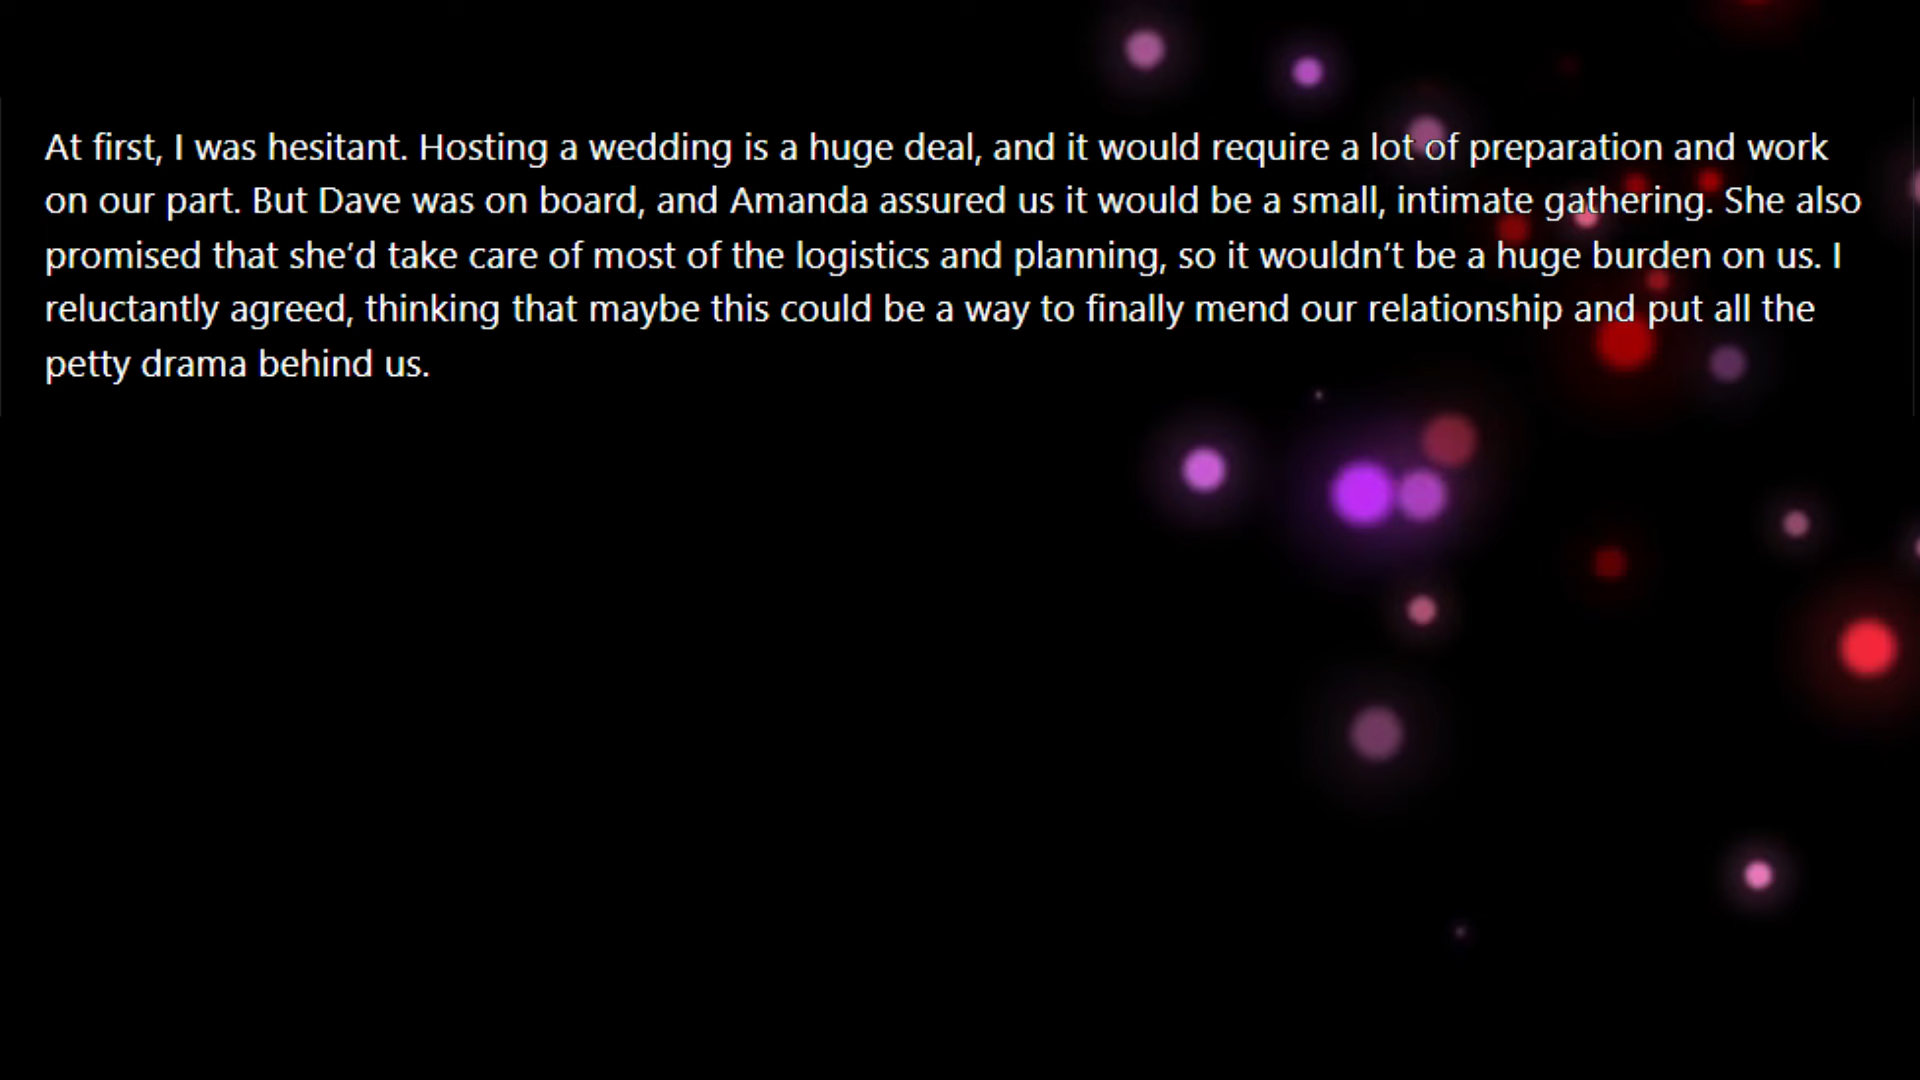 At first, I was hesitant. Hosting a wedding is a huge deal, and it would require a lot of preparation and work
on our part. But Dave was on board, and Amanda assured us it would be a small, intimate gathering. She also
promised that she’d take care of most of the logistics and planning, so it wouldn’t be a huge burden on us. I
reluctantly agreed, thinking that maybe this could be a way to finally mend our relationship and put all the
petty drama behind us.